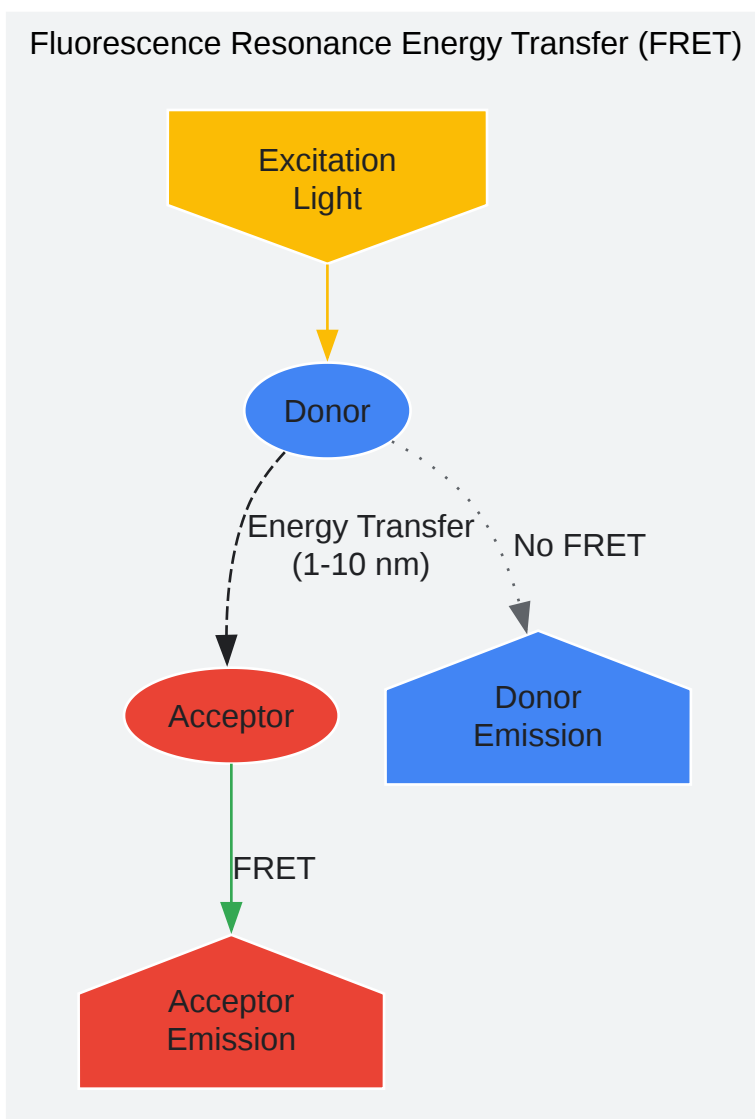 Fluorescence Resonance Energy Transfer (FRET)
Excitation
Light
Donor
Energy Transfer
(1-10 nm)
No FRET
Acceptor
Donor
Emission
FRET
Acceptor
Emission